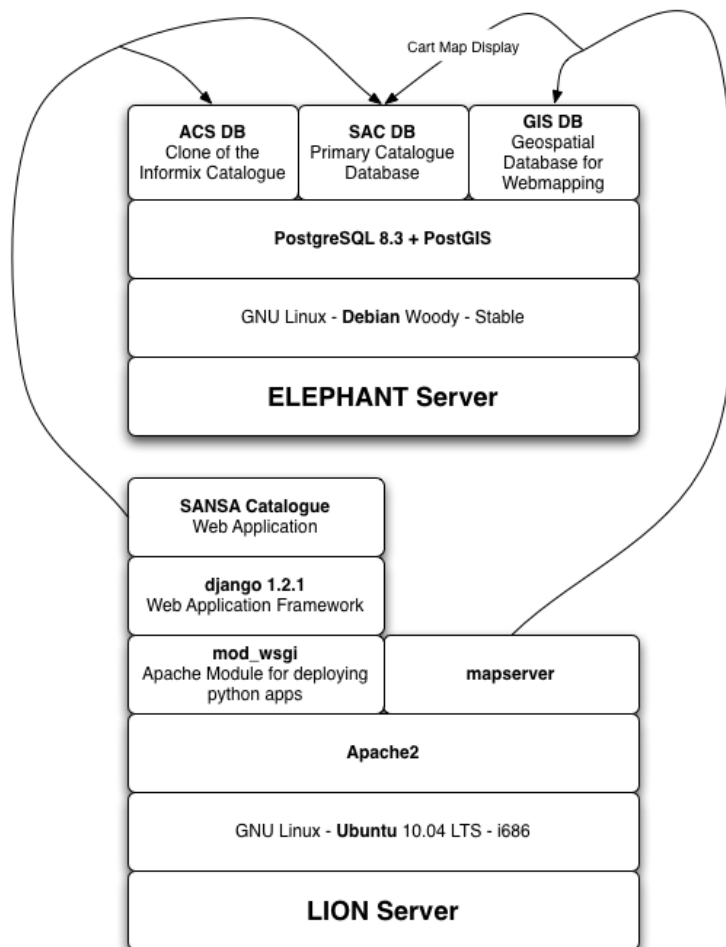 Cart Map Display
ACS DB
Clone of the
Informix Catalogue
SAC DB
Primary Catalogue
Database
GIS DB
Geospatial
Database for
Webmapping
PostgreSQL 8.3 + PostGIS
GNU Linux - Debian Woody - Stable
ELEPHANT Server
SANSA Catalogue
Web Application
django 1.2.1
Web Application Framework
mod_wsgi
Apache Module for deploying
python apps
mapserver
Apache2
GNU Linux - Ubuntu 10.04 LTS - i686
LION Server